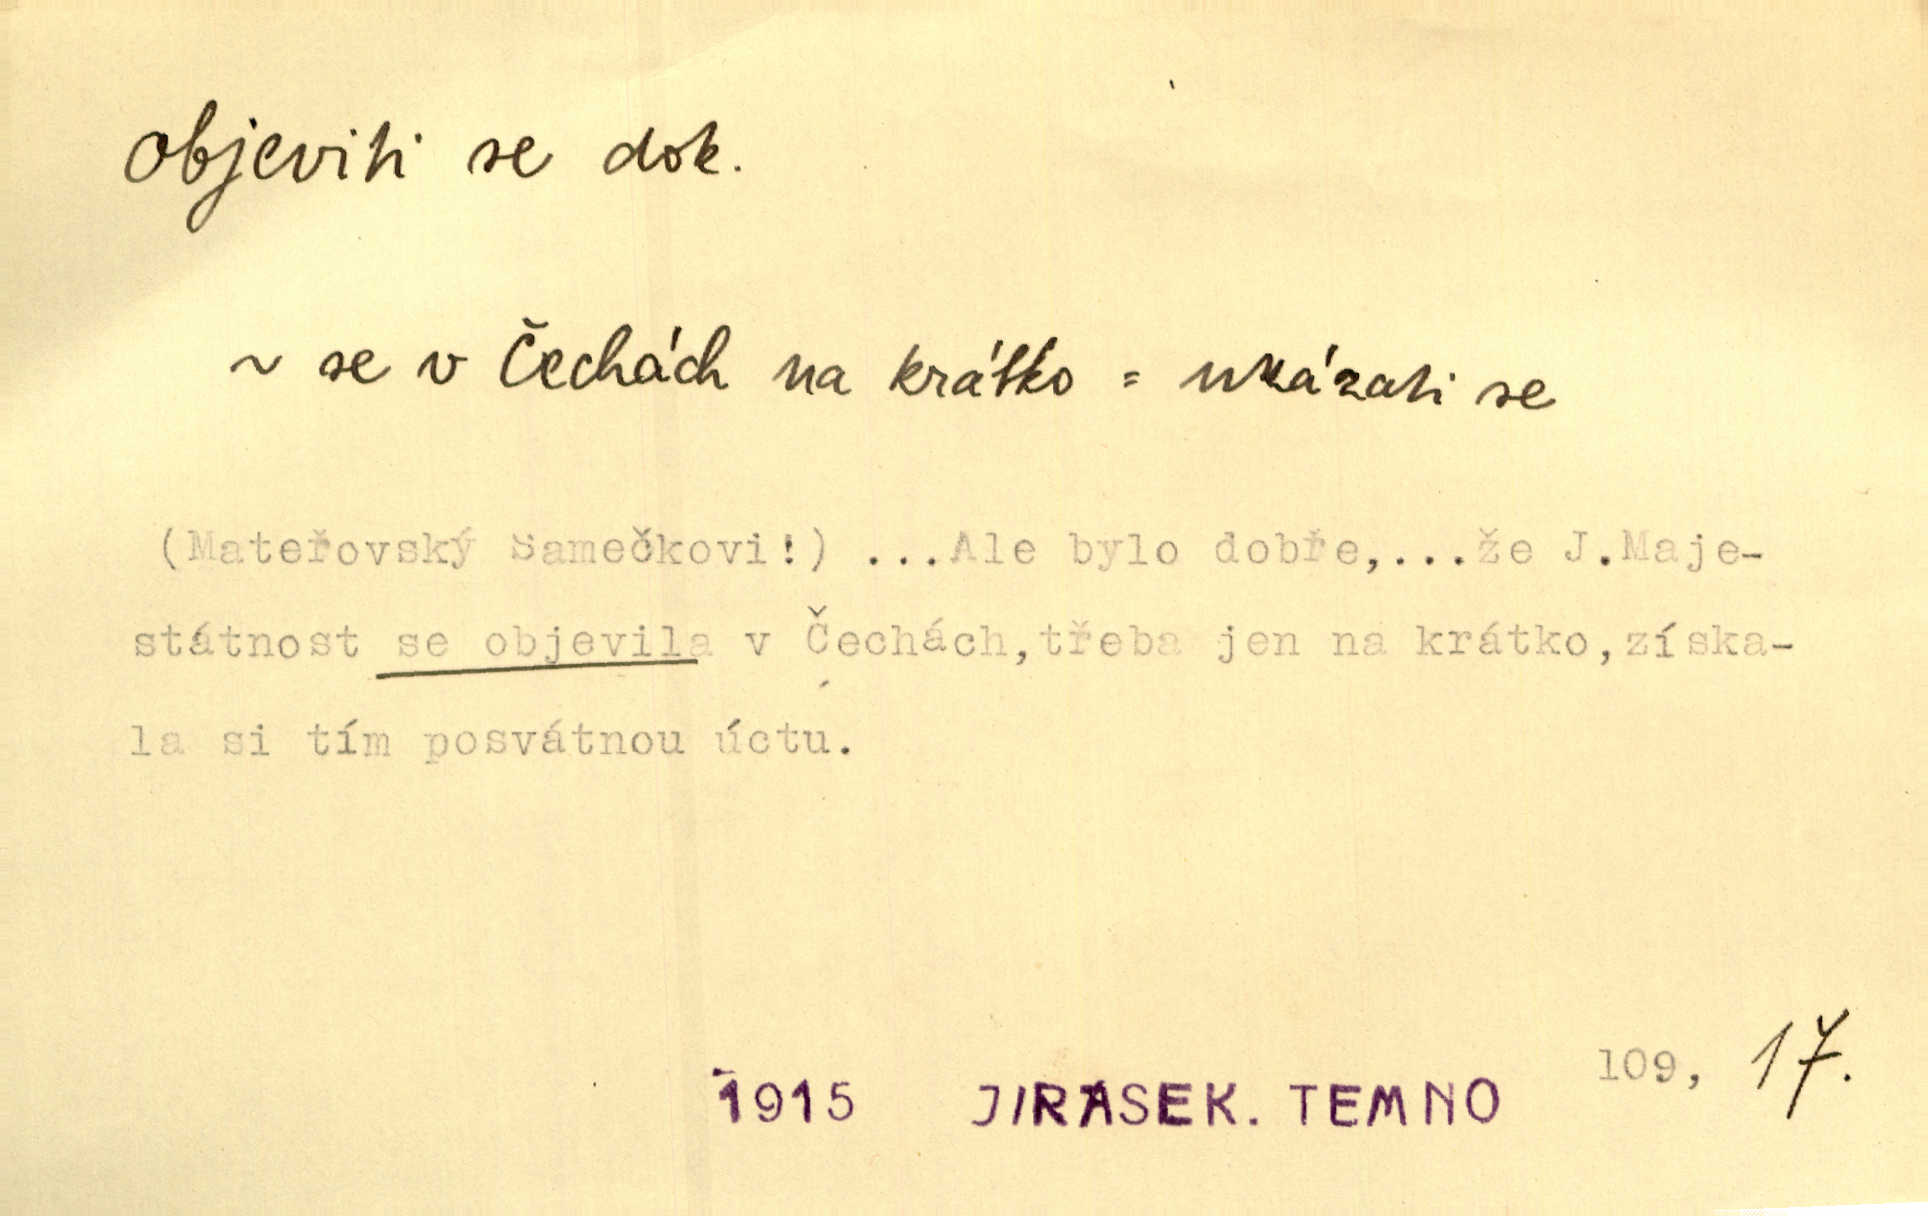 objeviti se dok.
~ se v Čechách na krátko = ukázati se
(Mateřovský Samečkovi!) ...Ale bylo dobře,...že J.Maje-
státnost se objevila v Čechách,třeba jen na krátko,získa-
la si tím posvátnou úctu.
1915 JIRASEK. TEMNO 109, 17.